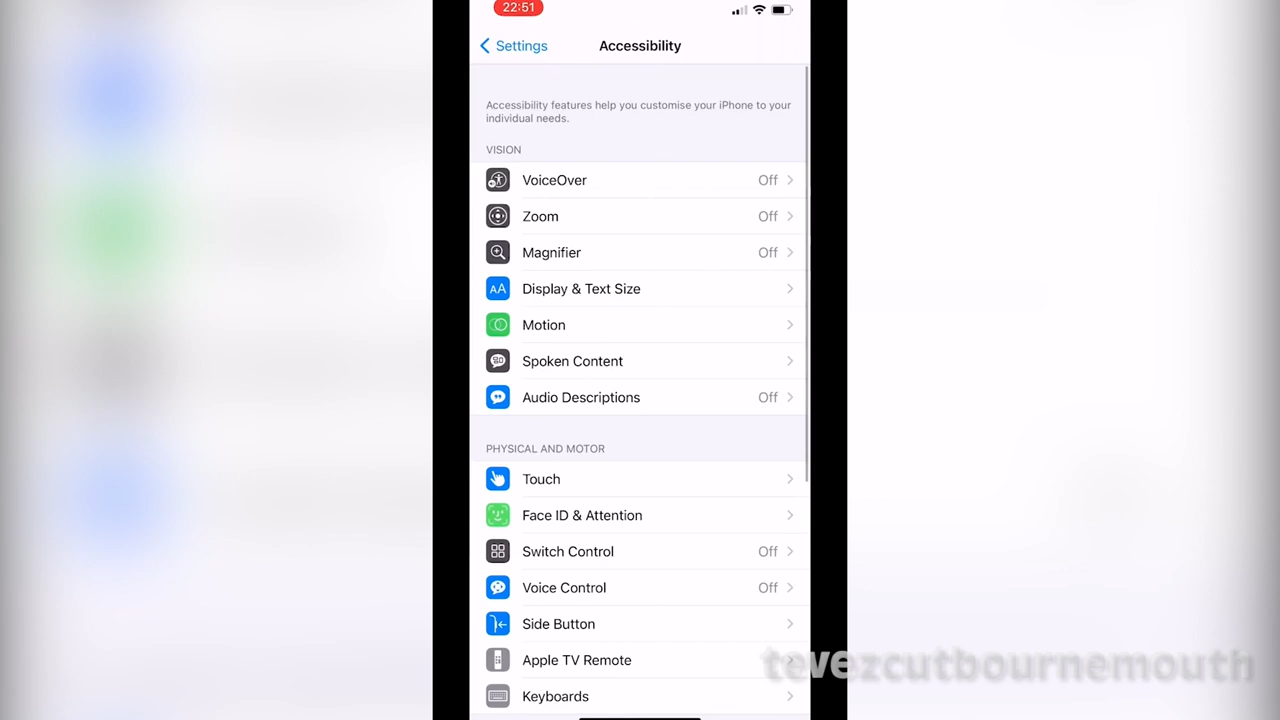 22:51
Settings
Accessibility
Accessibility features help you customise your iPhone to your
individual needs.
VISION
VoiceOver Off
Zoom Off
Magnifier Off
AA Display & Text Size
Motion
Spoken Content
Audio Descriptions Off
PHYSICAL AND MOTOR
Touch
Face ID & Attention
Switch Control Off
Voice Control Off
Side Button
Apple TV Remote
tevezcutbournemouth
Keyboards